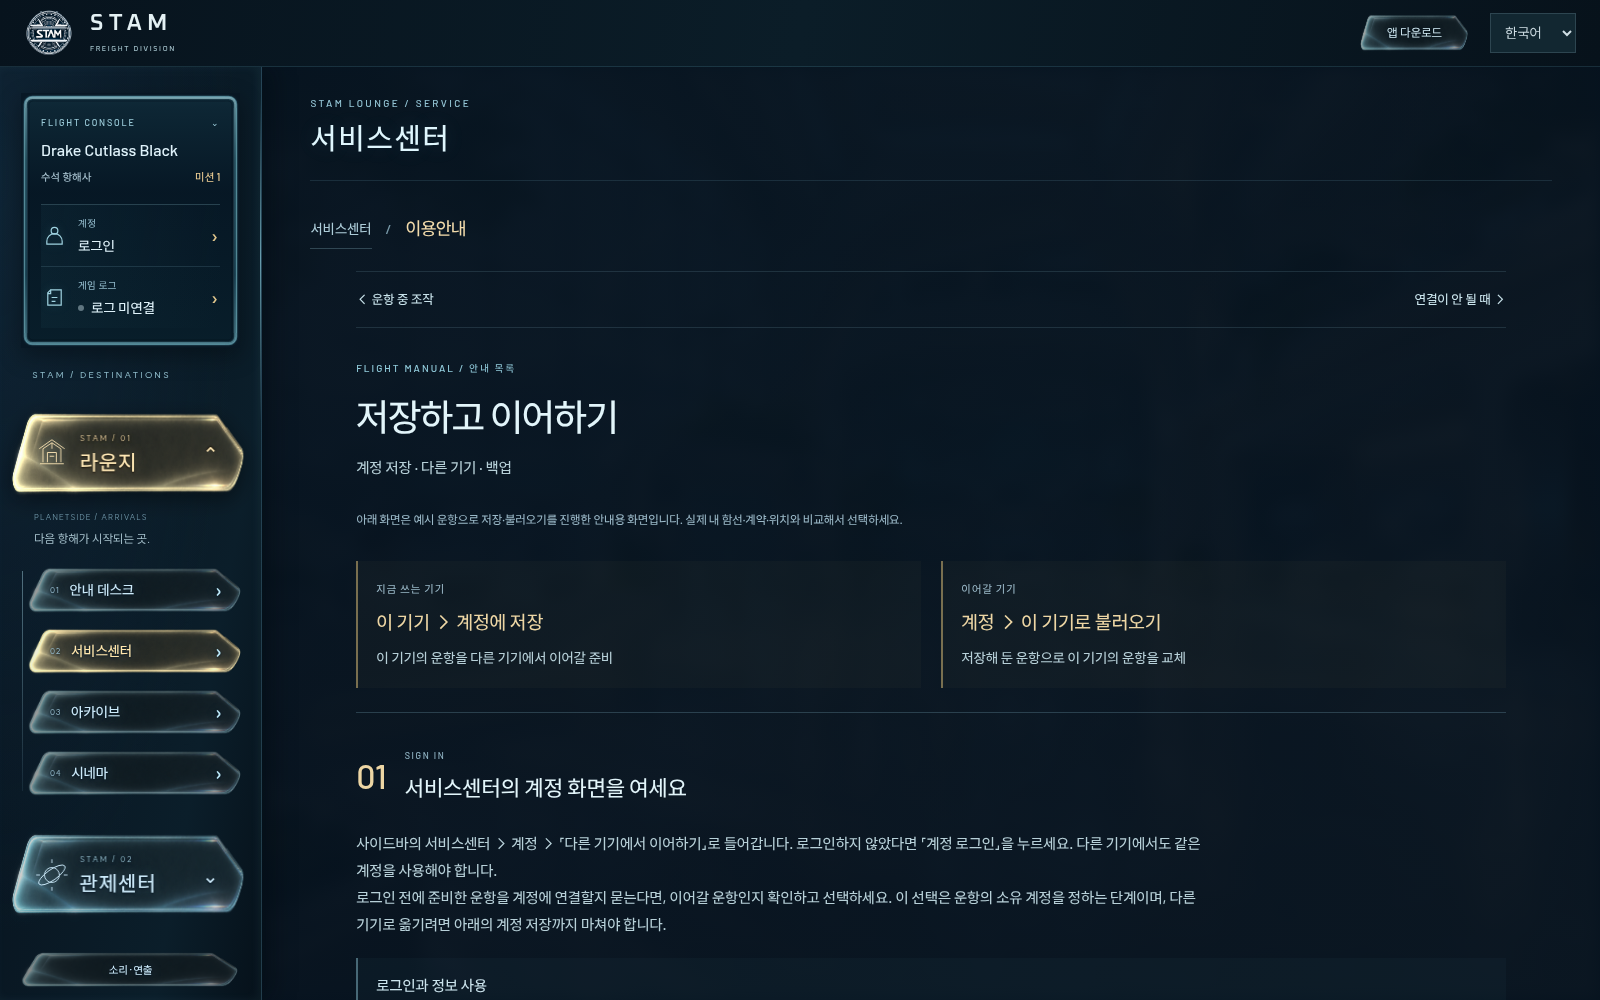 STAM
STAM
FREIGHT DIVISION
앱 다운로드
한국어
FLIGHT CONSOLE
Drake Cutlass Black
수석 항해사
미션 1
계정
로그인
게임 로그
로그 미연결
STAM / DESTINATIONS
STAM / 01
라운지
PLANETSIDE / ARRIVALS
다음 항해가 시작되는 곳.
01 안내 데스크
02 서비스센터
03 아카이브
04 시네마
STAM / 02
관제센터
소리·연출
STAM LOUNGE / SERVICE
서비스센터
서비스센터 / 이용안내
운항 중 조작
연결이 안 될 때
FLIGHT MANUAL / 안내 목록
저장하고 이어하기
계정 저장 · 다른 기기 · 백업
아래 화면은 예시 운항으로 저장·불러오기를 진행한 안내용 화면입니다. 실제 내 함선·계약·위치와 비교해서 선택하세요.
지금 쓰는 기기
이 기기 > 계정에 저장
이 기기의 운항을 다른 기기에서 이어갈 준비
이어갈 기기
계정 > 이 기기로 불러오기
저장해 둔 운항으로 이 기기의 운항을 교체
SIGN IN
01 서비스센터의 계정 화면을 여세요
사이드바의 서비스센터 > 계정 > 「다른 기기에서 이어하기」로 들어갑니다. 로그인하지 않았다면 「계정 로그인」을 누르세요. 다른 기기에서도 같은
계정을 사용해야 합니다.
로그인 전에 준비한 운항을 계정에 연결할지 묻는다면, 이어갈 운항인지 확인하고 선택하세요. 이 선택은 운항의 소유 계정을 정하는 단계이며, 다른
기기로 옮기려면 아래의 계정 저장까지 마쳐야 합니다.
로그인과 정보 사용